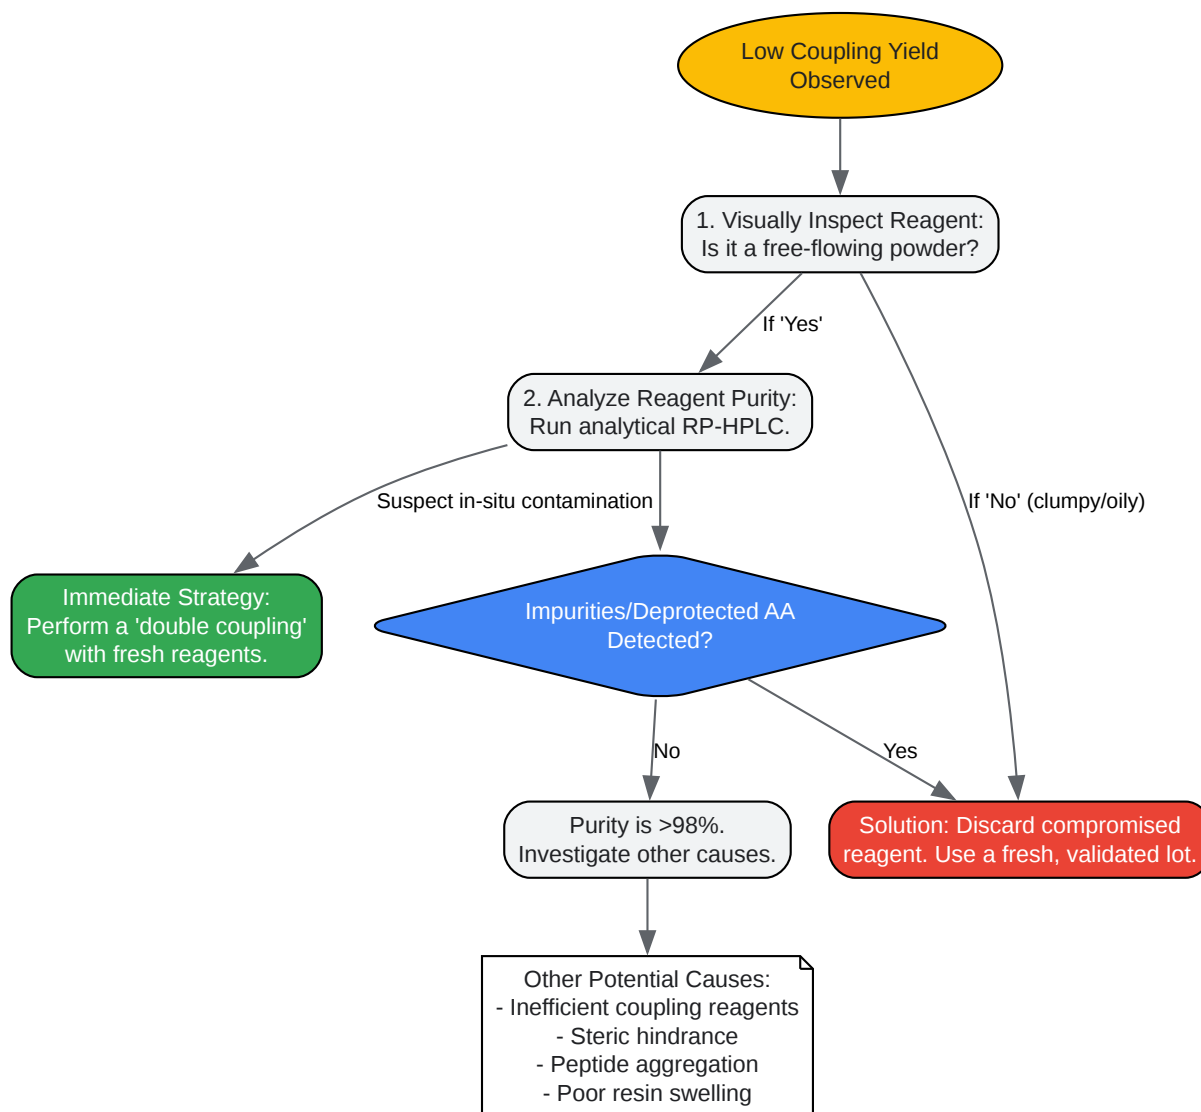 Low Coupling Yield
Observed
1. Visually Inspect Reagent:
Is it a free-flowing powder?
If 'Yes'
2. Analyze Reagent Purity:
Run analytical RP-HPLC.
Suspect in-situ contamination
If 'No' (clumpy/oily)
Immediate Strategy:
Perform a 'double coupling'
with fresh reagents.
Impurities/Deprotected AA
Detected?
No
Yes
Purity is >98%.
Investigate other causes.
Solution: Discard compromised
reagent. Use a fresh, validated lot.
Other Potential Causes:
- Inefficient coupling reagents
- Steric hindrance
- Peptide aggregation
- Poor resin swelling